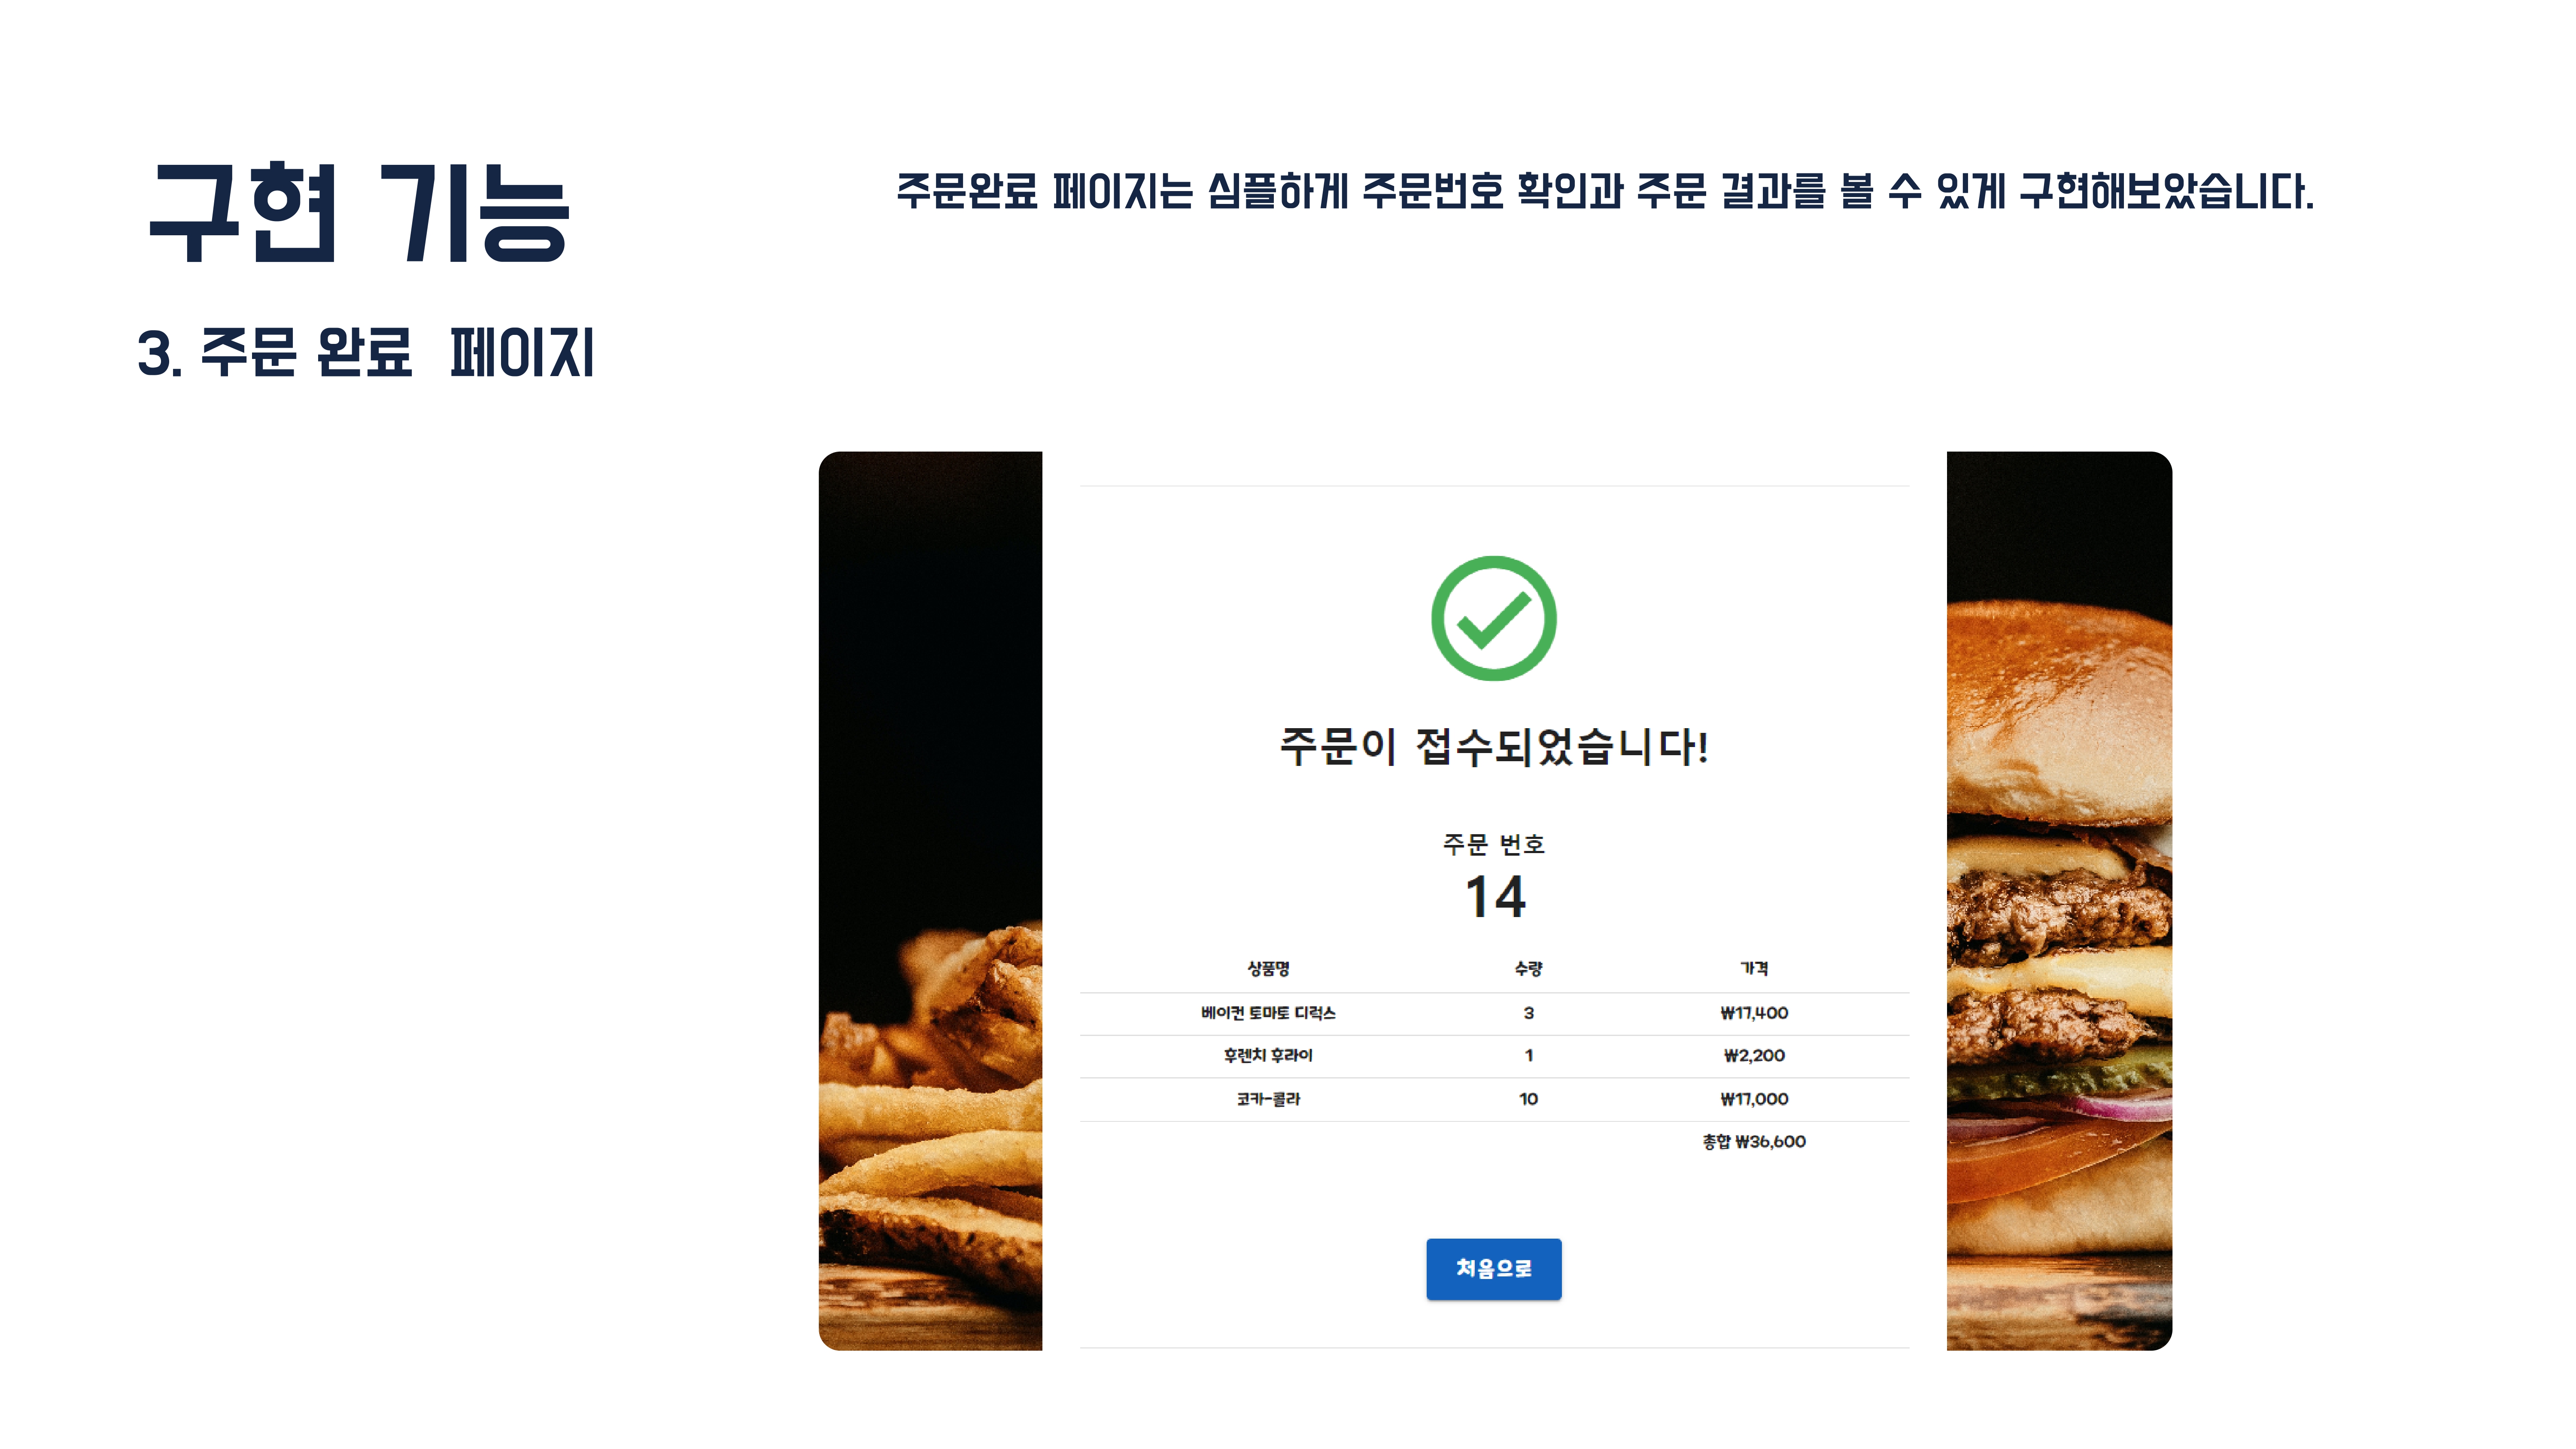 구현 기능
주문완료 페이지는 심플하게 주문번호 확인과 주문 결과를 볼 수 있게 구현해보았습니다.
3. 주문 완료 페이지
주문이 접수되었습니다!
주문 번호
14
상품명 수량 가격
베이컨 토마토 디럭스 3 ₩17,400
후렌치 후라이 1 ₩2,200
코카-콜라 10 ₩17,000
총합 ₩36,600
처음으로